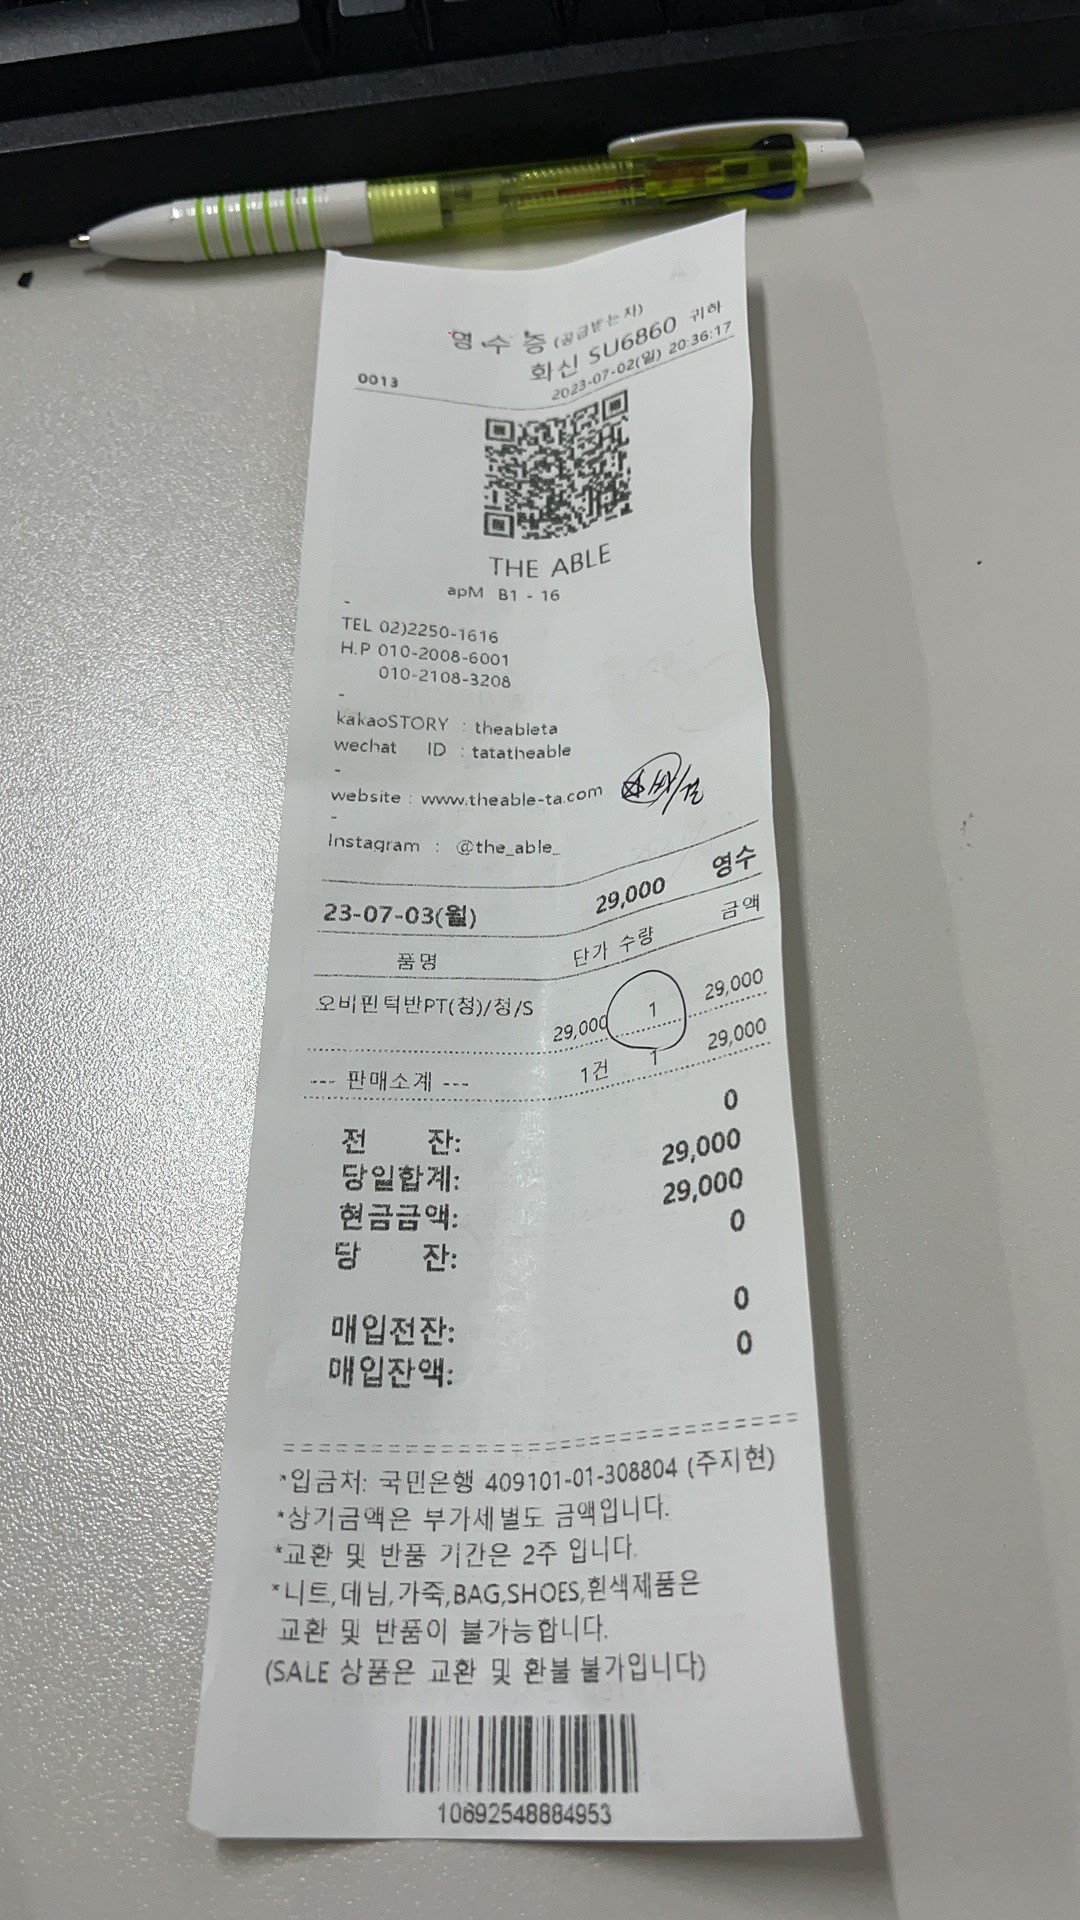 영 수 증 (공급받는자)
화신 SU6860 귀하
0013
2023-07-02(일) 20:36:17
THE ABLE
apM B1 - 16
-
TEL 02)2250-1616
H.P 010-2008-6001
010-2108-3208
-
kakaoSTORY : theableta
wechat ID : tatatheable
-
website : www.theable-ta.com
-
Instagram : @the_able_
23-07-03(월) 29,000 영수
품명 단가 수량 금액
오비핀턱반PT(청)/청/S
29,000 1 29,000
--- 판매소계 --- 1건 1 29,000
전 잔: 0
당일합계: 29,000
현금금액: 29,000
당 잔: 0
매입전잔: 0
매입잔액: 0
==============================
*입금처: 국민은행 409101-01-308804 (주지현)
*상기금액은 부가세별도 금액입니다.
*교환 및 반품 기간은 2주 입니다.
*니트,데님,가죽,BAG,SHOES,흰색제품은
교환 및 반품이 불가능합니다.
(SALE 상품은 교환 및 환불 불가입니다)
10692548884953